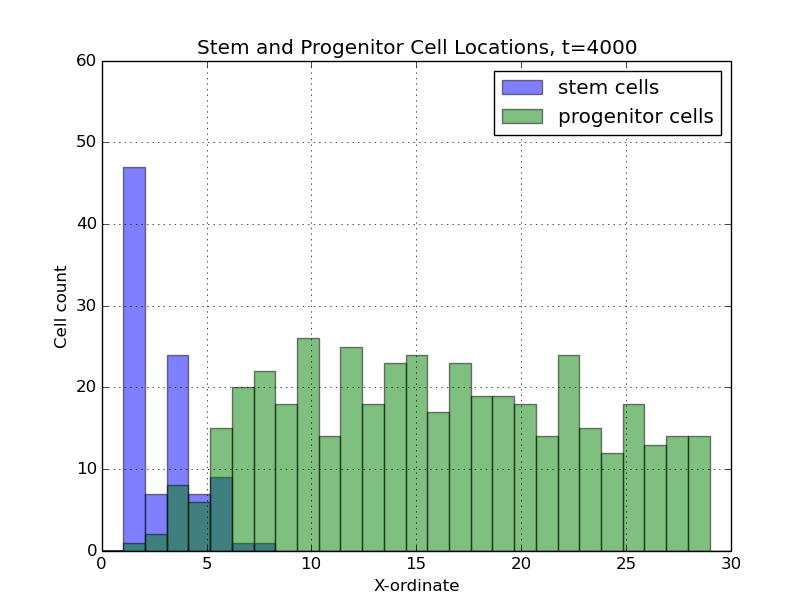 Stem and Progenitor Cell Locations, t=4000
stem cells
progenitor cells
60
50
40
30
20
10
0
Cell count
0 5 10 15 20 25 30
X-ordinate